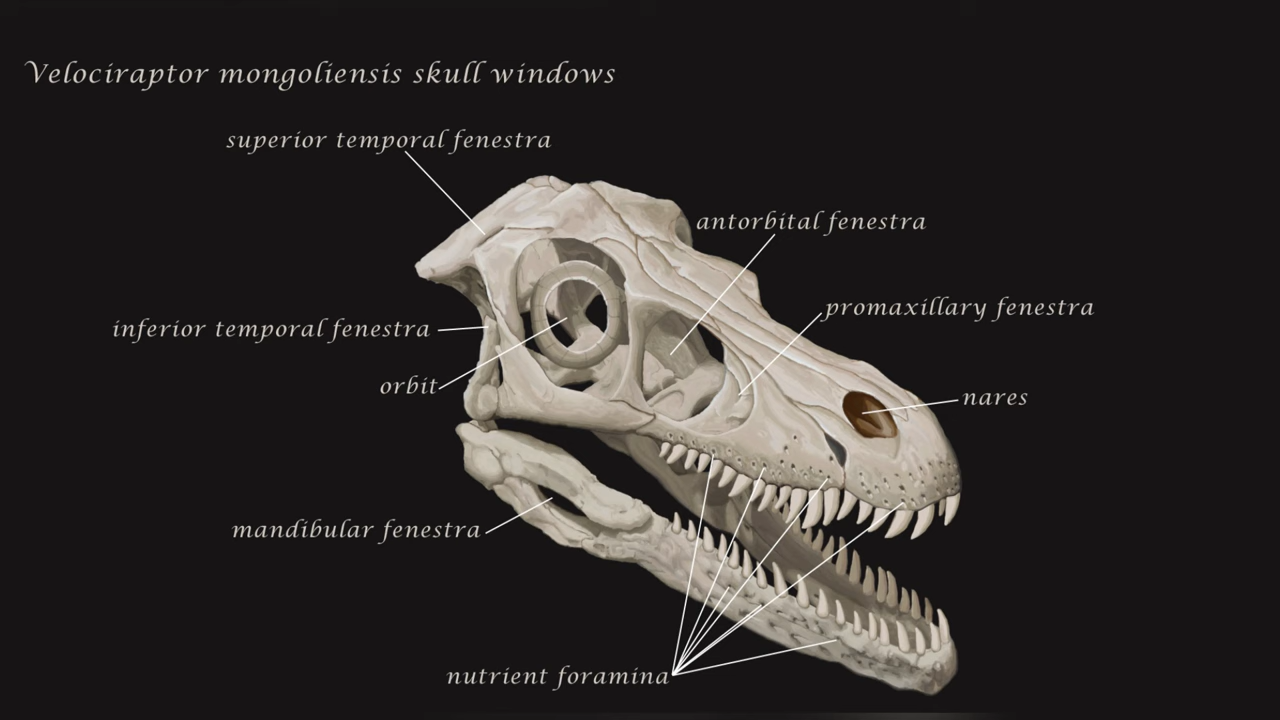 Velociraptor mongoliensis skull windows
superior temporal fenestra
antorbital fenestra
promaxillary fenestra
inferior temporal fenestra
orbit
nares
mandibular fenestra
nutrient foramina